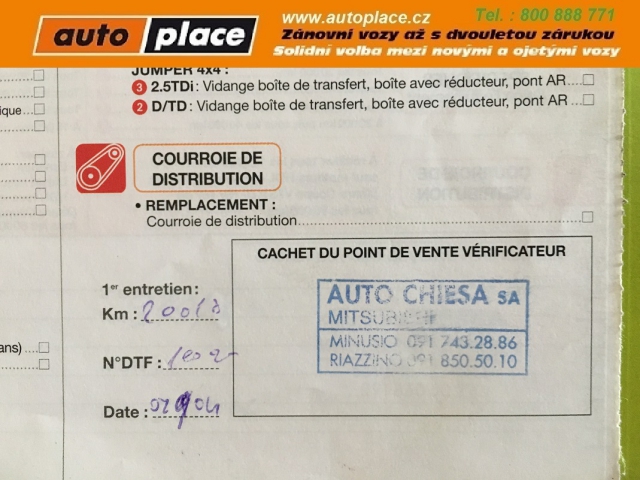 auto place
www.autoplace.cz
Tel. : 800 888 771
Zánovní vozy až s dvouletou zárukou
Solidní volba mezi novými a ojetými vozy
JUMPER 4x4 :
3 2.5TDi : Vidange boîte de transfert, boîte avec réducteur, pont AR
2 D/TD : Vidange boîte de transfert, boîte avec réducteur, pont AR
ique
COURROIE DE
DISTRIBUTION
• REMPLACEMENT :
Courroie de distribution
CACHET DU POINT DE VENTE VÉRIFICATEUR
1er entretien :
Km :
N°DTF :
Date :
ans)
AUTO CHIESA SA
MITSUBISHI
MINUSIO 091 743.28.86
RIAZZINO 091 850.50.10